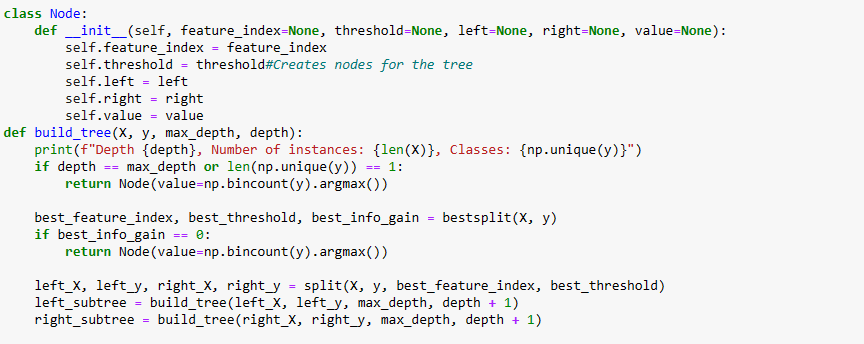 class Node:
    def __init__(self, feature_index=None, threshold=None, left=None, right=None, value=None):
        self.feature_index = feature_index
        self.threshold = threshold#Creates nodes for the tree
        self.left = left
        self.right = right
        self.value = value
def build_tree(X, y, max_depth, depth):
    print(f"Depth {depth}, Number of instances: {len(X)}, Classes: {np.unique(y)}")
    if depth == max_depth or len(np.unique(y)) == 1:
        return Node(value=np.bincount(y).argmax())

    best_feature_index, best_threshold, best_info_gain = bestsplit(X, y)
    if best_info_gain == 0:
        return Node(value=np.bincount(y).argmax())

    left_X, left_y, right_X, right_y = split(X, y, best_feature_index, best_threshold)
    left_subtree = build_tree(left_X, left_y, max_depth, depth + 1)
    right_subtree = build_tree(right_X, right_y, max_depth, depth + 1)